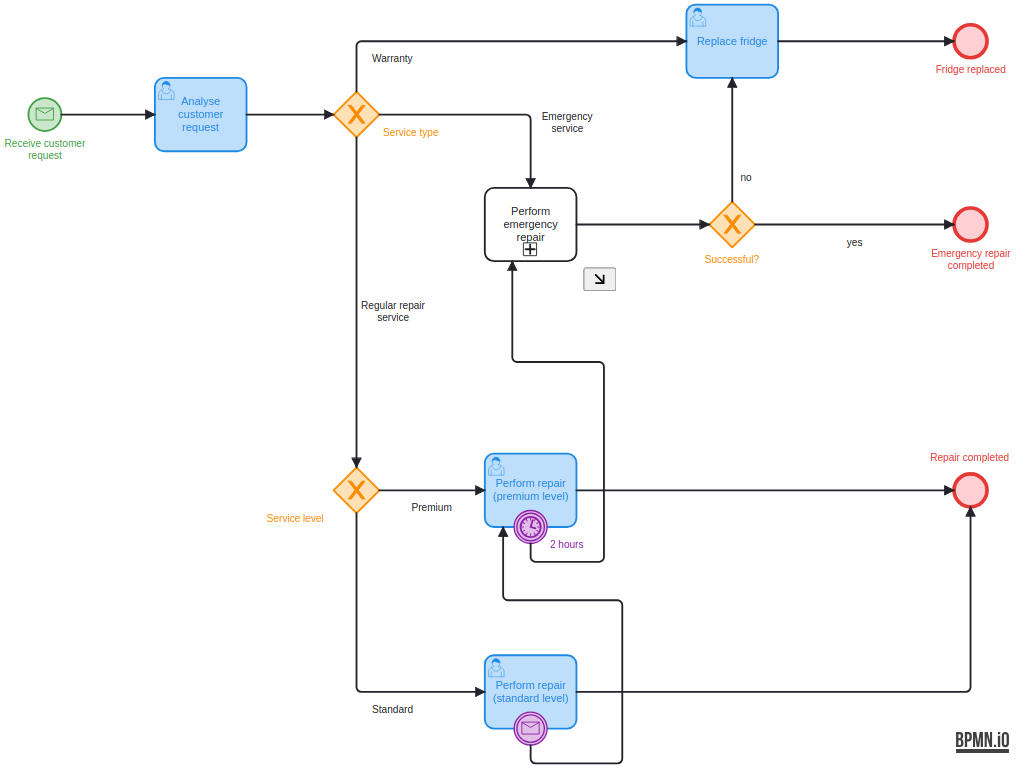 Replace fridge
Warranty
Fridge replaced
Analyse
customer
request
Emergency
service
Service type
Receive customer
request
no
Perform
emergency
repair
yes
Successful?
Emergency repair
completed
Regular repair
service
Repair completed
Perform repair
(premium level)
Premium
Service level
2 hours
Perform repair
(standard level)
Standard
BPMN.iO